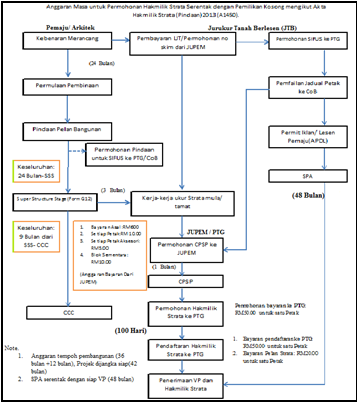 Anggaran Masa untuk Permohonan Hakmilik Strata Serentak dengan Pemilikan Kosong mengikut Akta
Hakmilik Strata (Pindaan)2013 (A1450).
Pemaju/ Arkitek
Jurukur Tanah Berlesen (JTB)
Kebenaran Merancang
Pembayaran LJT/Permohonan no
skim dari JUPEM
Permohonan SIFUS ke PTG
(24 Bulan)
Pemfailan Jadual Petak
ke CoB
Permulaan Pembinaan
Pindaan Pelan Bangunan
Permohonan Pindaan
untuk SIFUS ke PTG/CoB
Permit Iklan/ Lesen
Pemaju(APDL)
Keseluruhan:
24 Bulan-SSS
SPA
(48 Bulan)
(3 Bulan)
Super Structure Stage (Form G12)
Kerja-kerja ukur Strata mula/
tamat
Keseluruhan:
9 Bulan dari
SSS- CCC
1. Bayaran Asas: RM600
2. Setiap Petak RM 10.00
3. Setiap Petak Aksesori
RM5.00
4. Blok Sementara:
RM50.00
(Anggaran Bayaran Dari
JUPEM)
JUPEM / PTG
Permohonan CPSP ke
JUPEM
(1 Bulan)
CPSP
CCC
(100 Hari)
Permohonan Hakmilik
Strata ke PTG
Permohonan bayaran ke PTG:
RM50.00 untuk satu Petak
Pendaftaran Hakmilik
Strata ke PTG
1. Bayaran pendaftaran ke PTG
RM50.00 untuk satu Petak
2. Bayaran Pelan Strata: RM20.00
untuk satu Petak
Penerimaan VP dan
Hakmilik Strata
Note.
1. Anggaran tempoh pembangunan (36
bulan +12 bulan), Projek dijangka siap(42
bulan)
2. SPA serentak dengan siap VP (48 bulan)